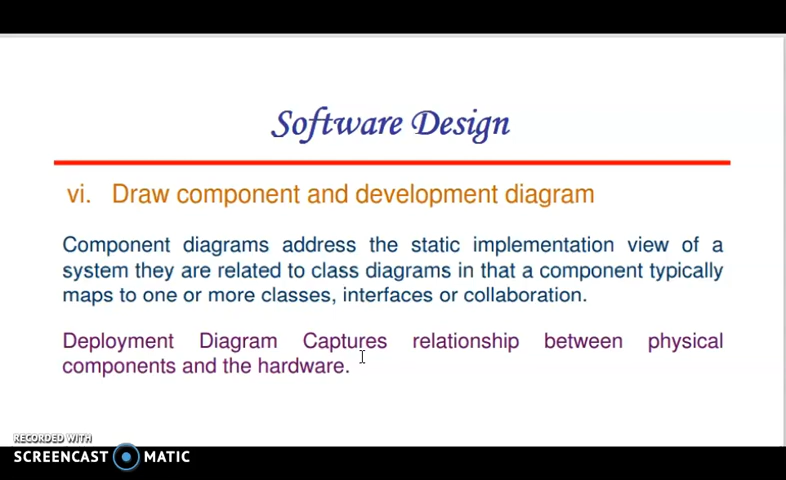 Software Design
vi. Draw component and development diagram
Component diagrams address the static implementation view of a
system they are related to class diagrams in that a component typically
maps to one or more classes, interfaces or collaboration.
Deployment Diagram Captures relationship between physical
components and the hardware.
RECORDED WITH
SCREENCAST MATIC